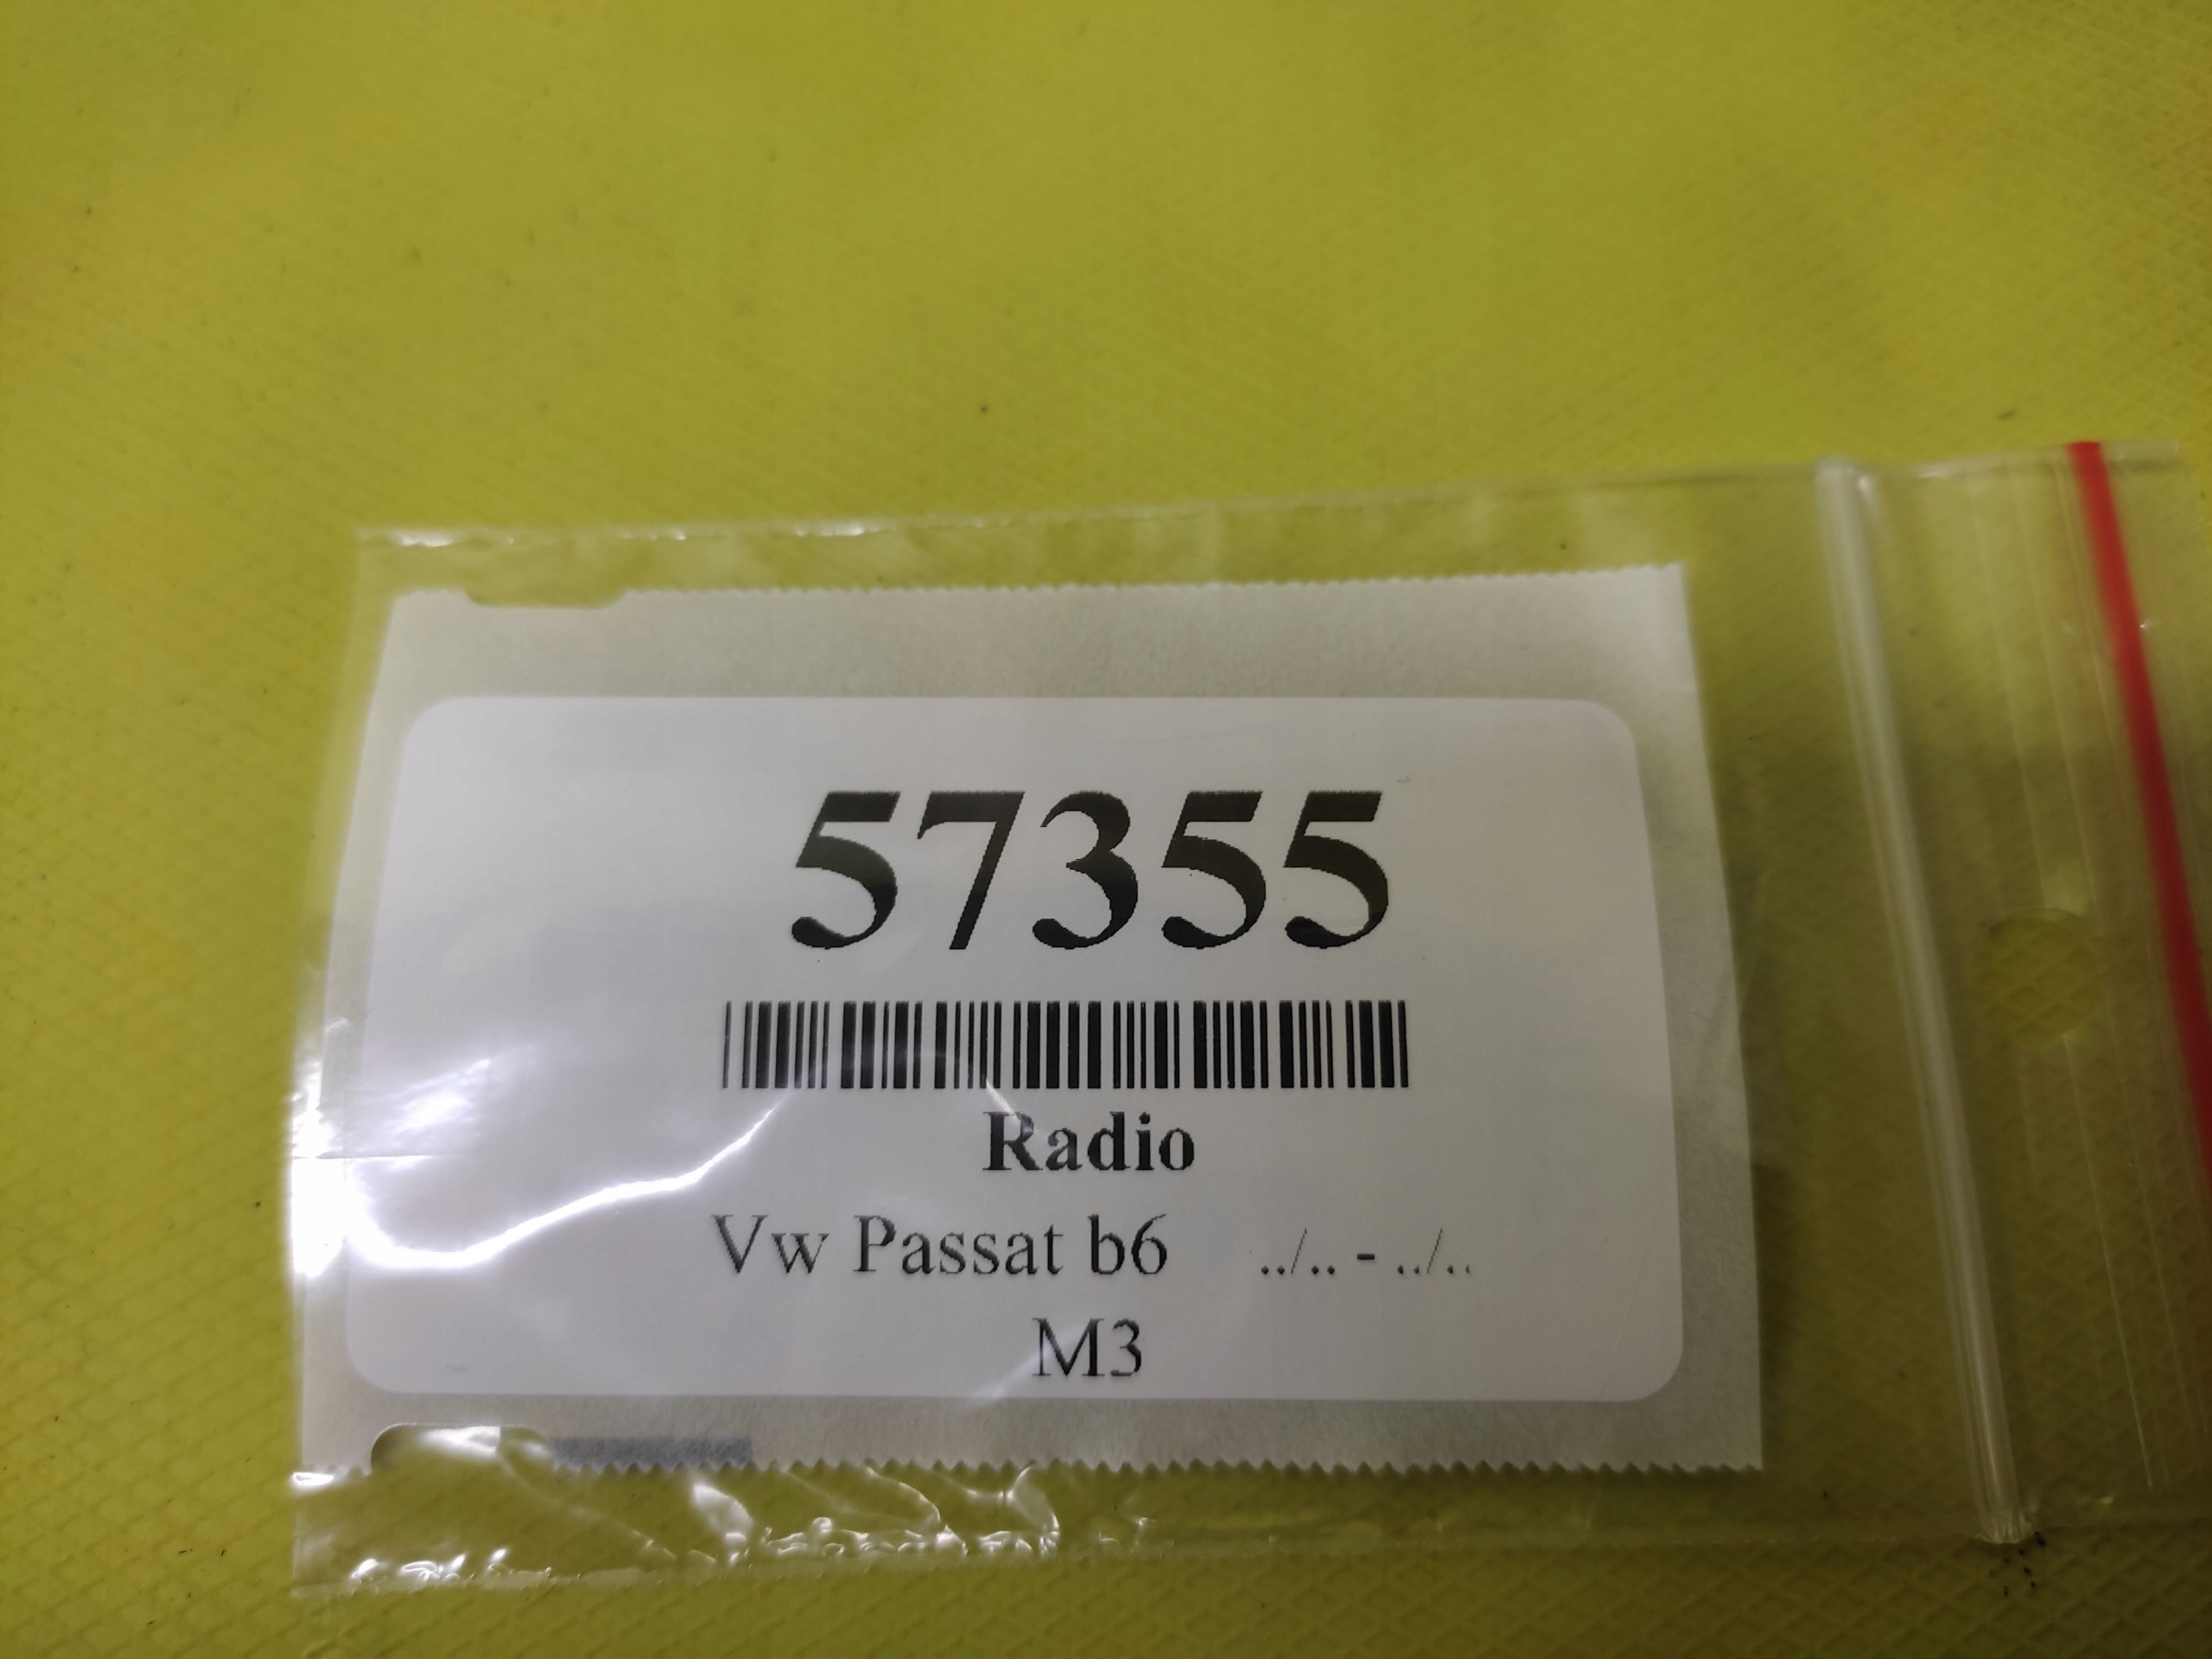 57355
Radio
Vw Passat b6 ../.. - ../..
M3